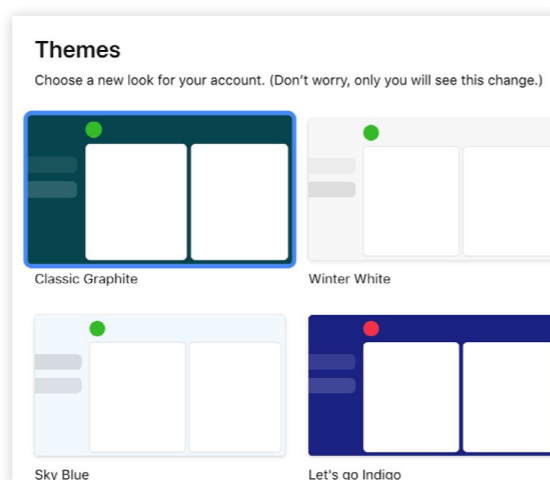 Themes
Choose a new look for your account. (Don’t worry, only you will see this change.)
Classic Graphite
Winter White
Sky Blue
Let's go Indigo